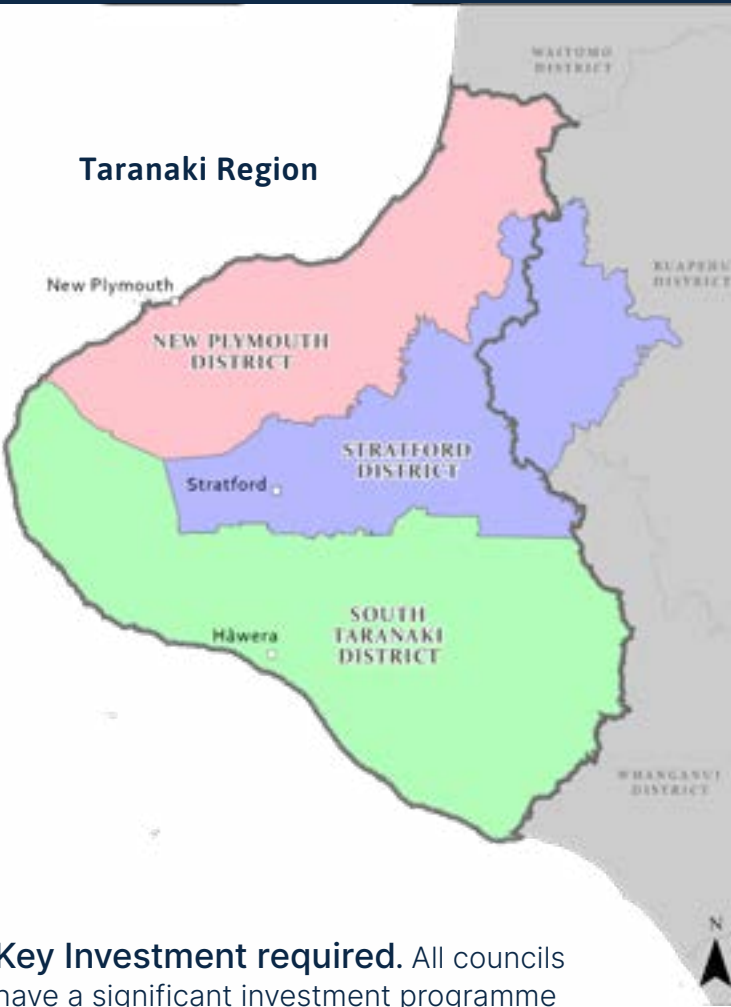 WAITOMO
DISTRICT
Taranaki Region
RUAPEHU
DISTRICT
New Plymouth
NEW PLYMOUTH
DISTRICT
STRATFORD
DISTRICT
Stratford
SOUTH
TARANAKI
DISTRICT
Hàwera
WHANGANUI
DISTRICT
N
Key Investment required. All councils
have a significant investment programme